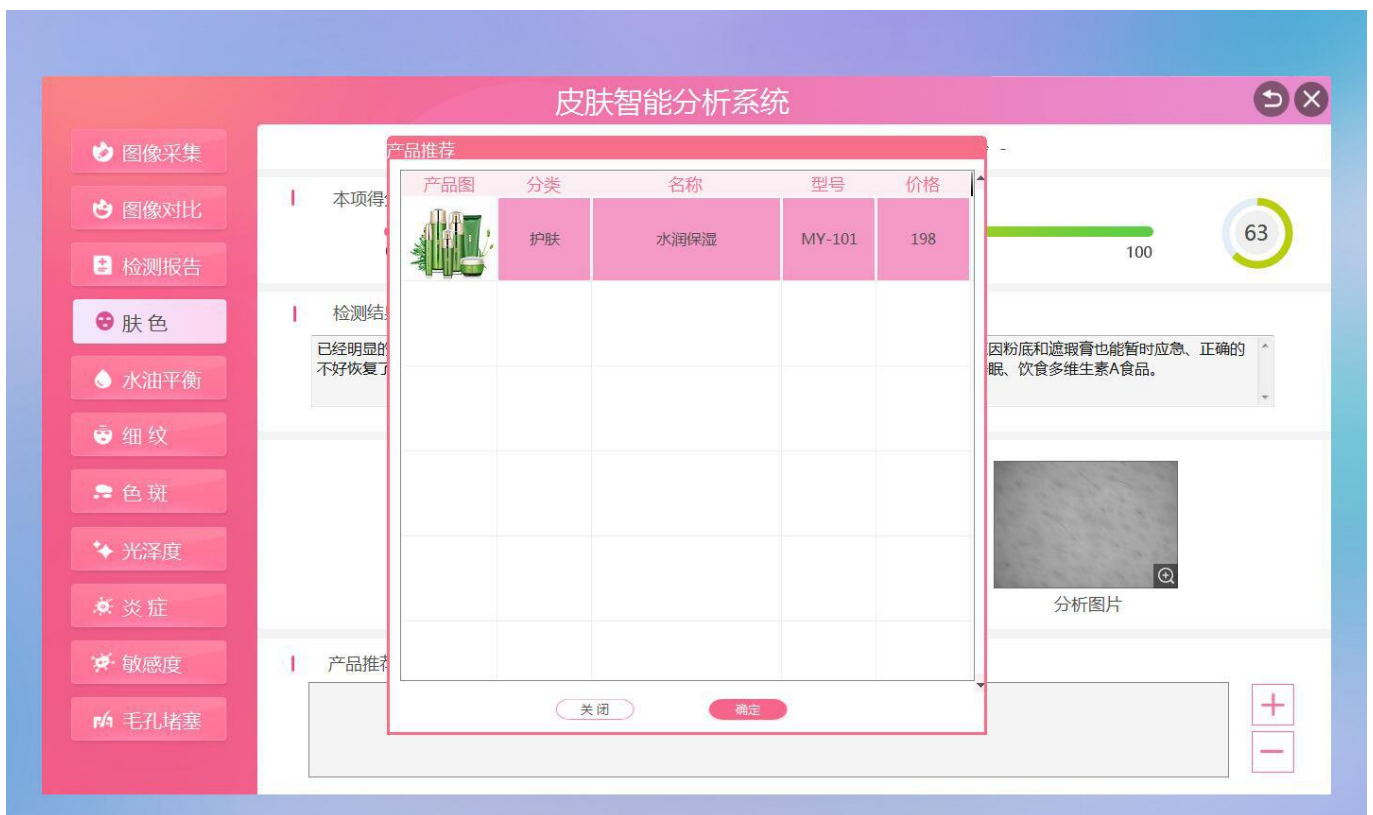 皮肤智能分析系统
图像采集
图像对比
检测报告
肤色
水油平衡
细纹
色斑
光泽度
炎症
敏感度
毛孔堵塞
产品推荐
产品图 分类 名称 型号 价格
护肤 水润保湿 MY-101 198
关闭 确定
本项得
100
63
检测结
已经明显的
因粉底和遮瑕膏也能暂时应急、正确的
不好恢复了
眠、饮食多维生素A食品。
分析图片
产品推荐